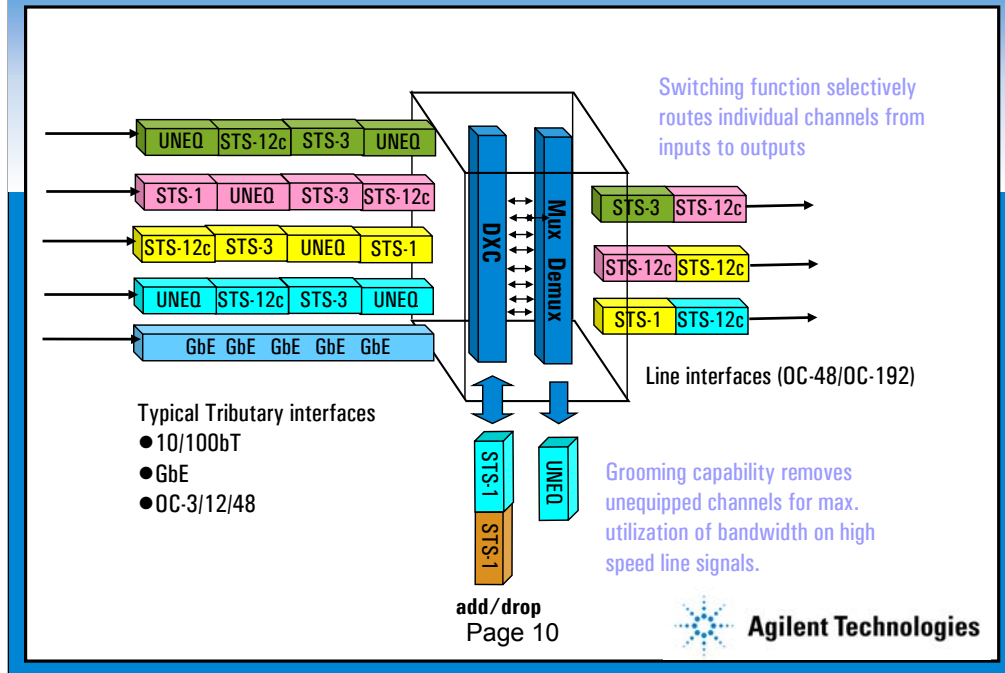 Switching function selectively
routes individual channels from
inputs to outputs
UNEQ STS-12c STS-3 UNEQ
STS-1 UNEQ STS-3 STS-12c
STS-12c STS-3 UNEQ STS-1
UNEQ STS-12c STS-3 UNEQ
GbE GbE GbE GbE GbE
DXC
Mux Demux
STS-3 STS-12c
STS-12c STS-12c
STS-1 STS-12c
Line interfaces (OC-48/OC-192)
Typical Tributary interfaces
●10/100bT
●GbE
●OC-3/12/48
STS-1
STS-1
UNEQ
add/drop
Grooming capability removes
unequipped channels for max.
utilization of bandwidth on high
speed line signals.
Page 10
Agilent Technologies